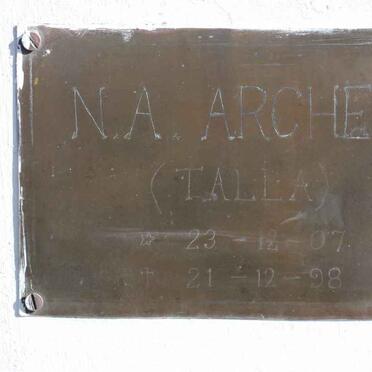 N.A. ARCHE
(TALLA)
☆ 23-12-07
† 21-12-98